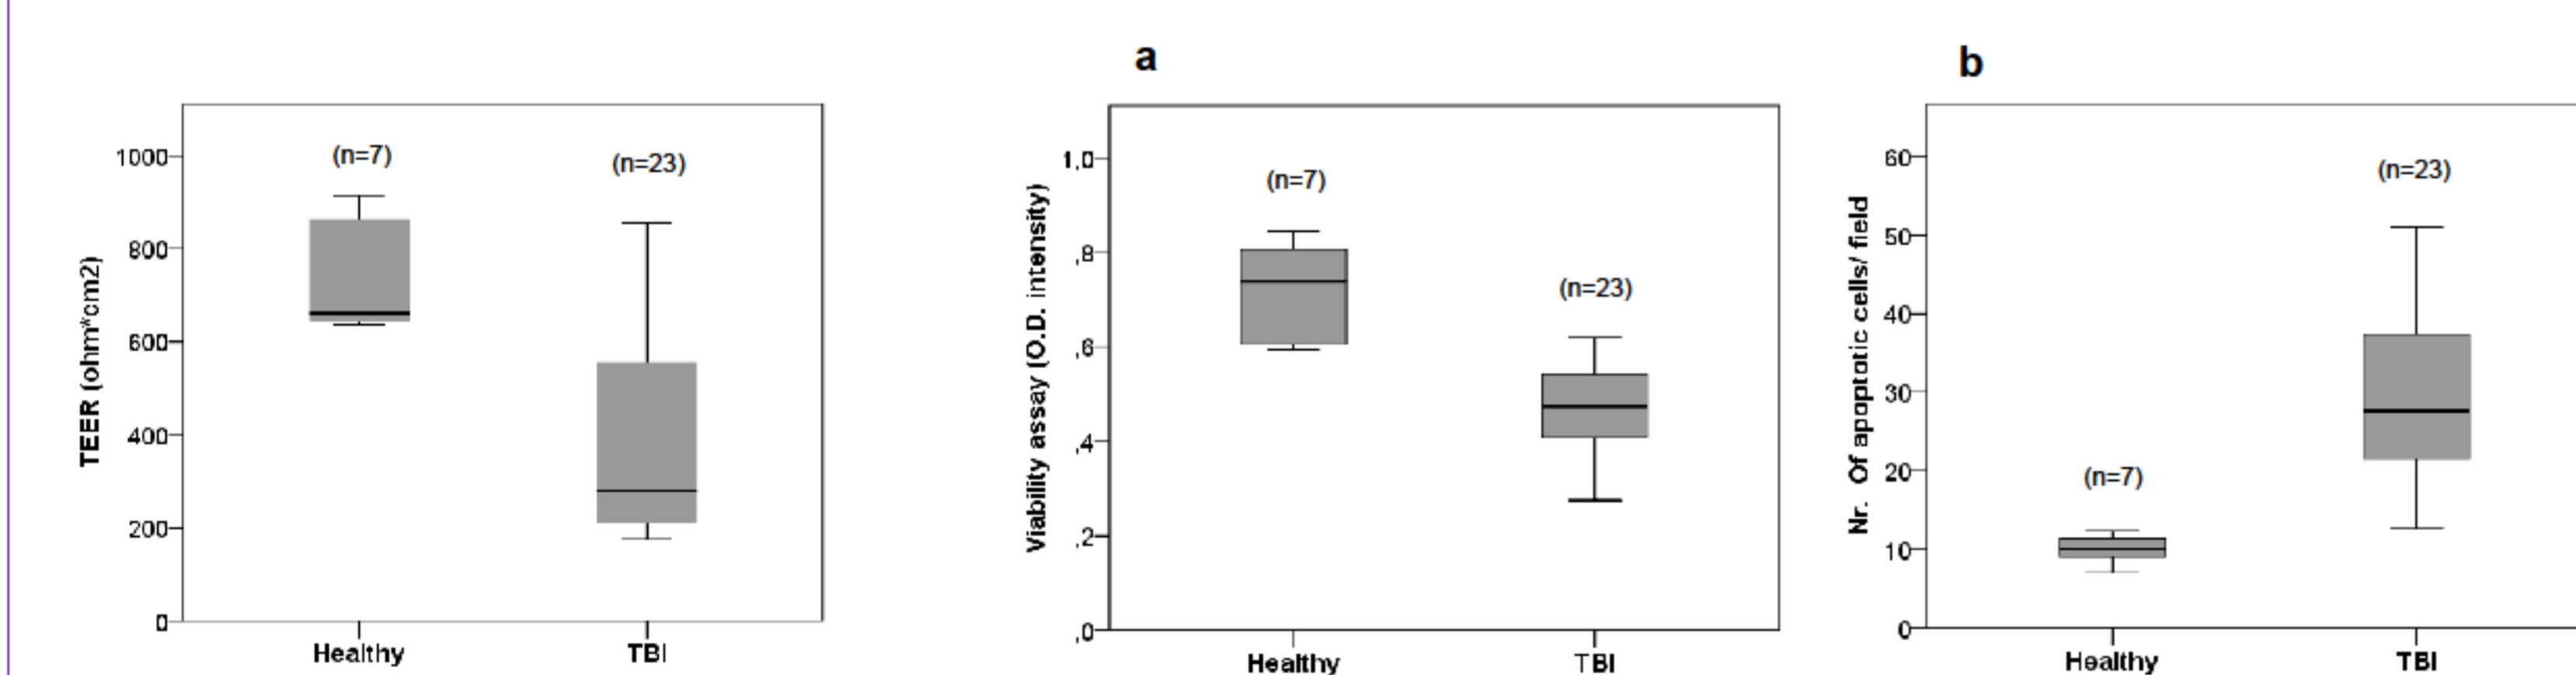 TEER (ohm*cm2)
1000
800
600
400
200
0
(n=7)
(n=23)
Healthy
TBI
a
Viability assay (O.D. intensity)
1,0
,8
,6
,4
,2
,0
(n=7)
(n=23)
Healthy
TBI
b
Nr. Of apoptotic cells/ field
60
50
40
30
20
10
0
(n=7)
(n=23)
Healthy
TBI